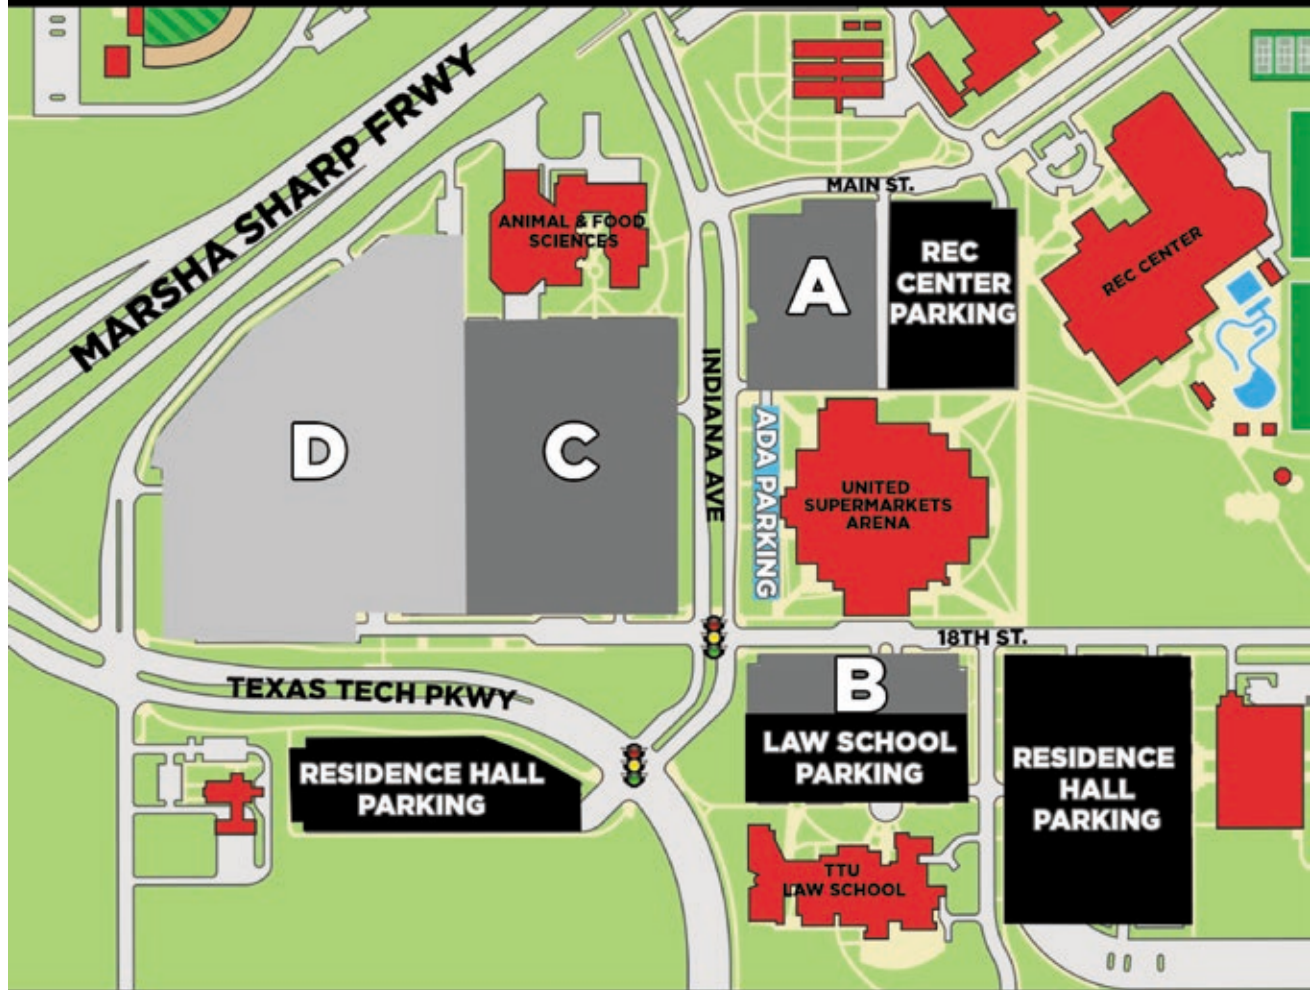 MARSHA SHARP FRWY
MAIN ST.
ANIMAL & FOOD
SCIENCES
A
REC
CENTER
PARKING
REC CENTER
INDIANA AVE
D
C
ADA PARKING
UNITED
SUPERMARKETS
ARENA
18TH ST.
TEXAS TECH PKWY
B
LAW SCHOOL
PARKING
RESIDENCE HALL
PARKING
RESIDENCE
HALL
PARKING
TTU
LAW SCHOOL